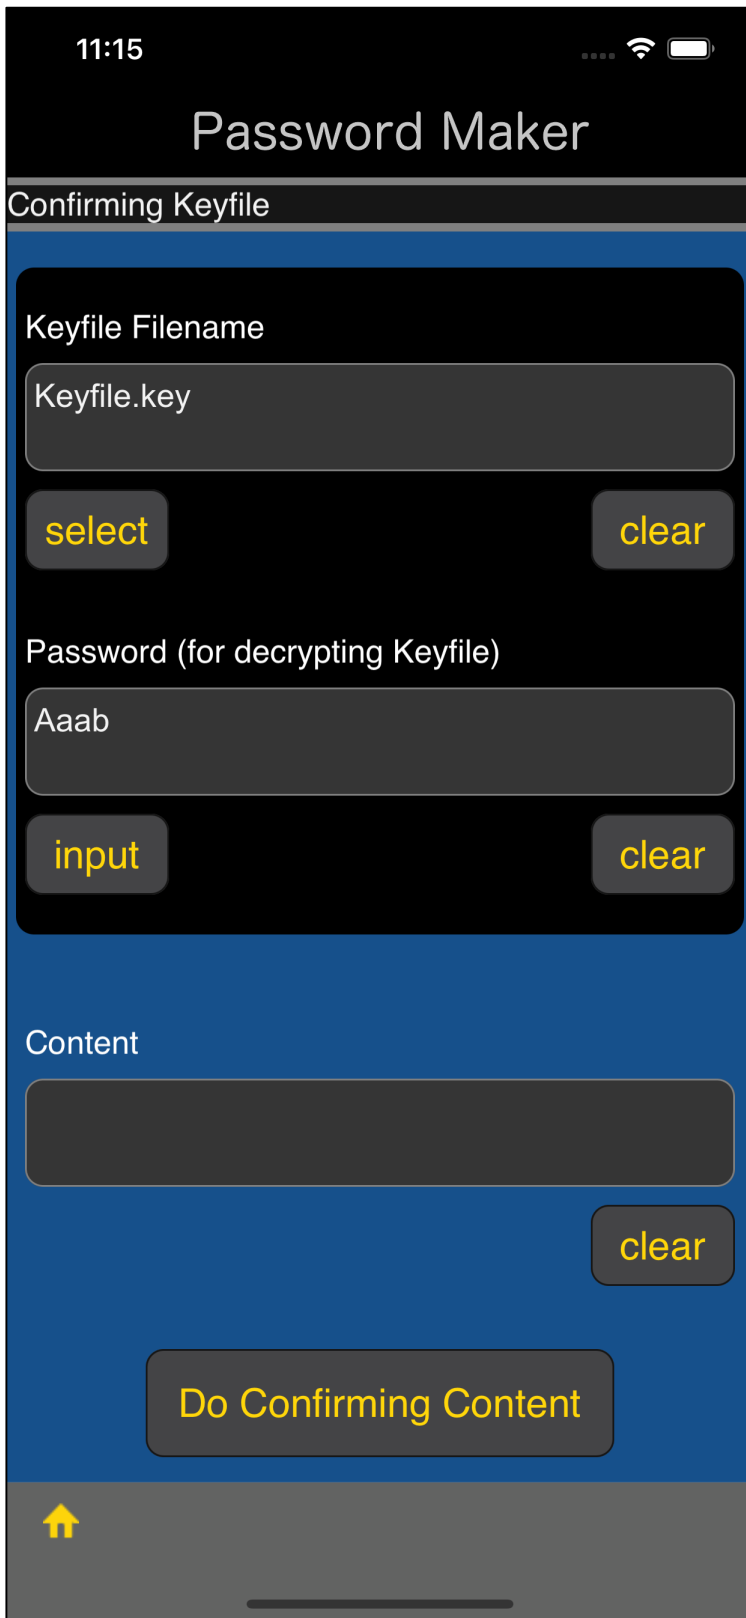 11:15
Password Maker
Confirming Keyfile
Keyfile Filename
Keyfile.key
select clear
Password (for decrypting Keyfile)
Aaab
input clear
Content
clear
Do Confirming Content